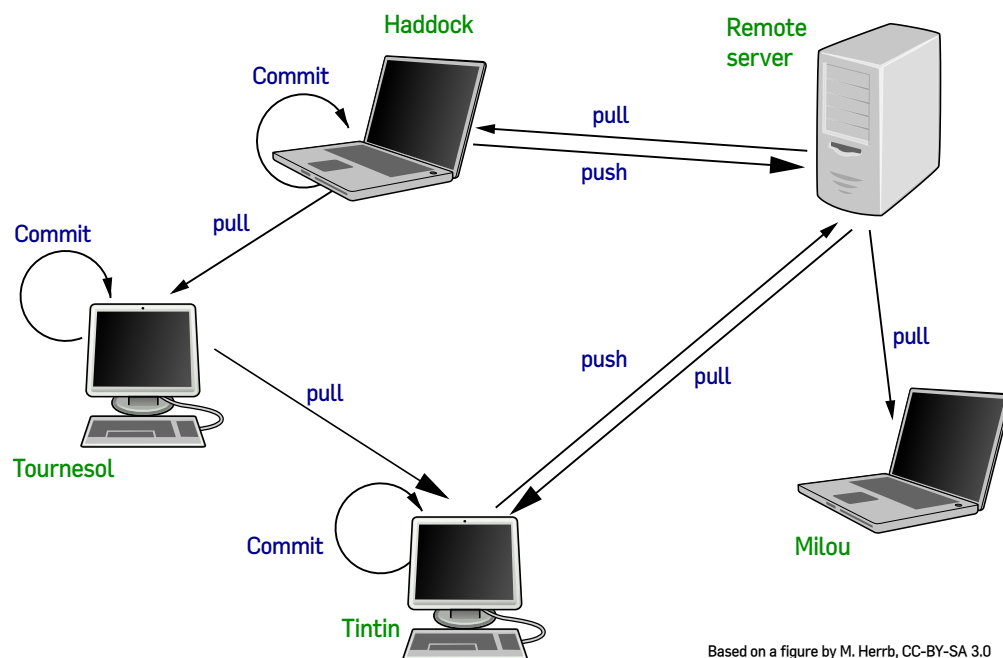 Haddock
Remote
server
Commit
pull
push
pull
Commit
pull
push
pull
pull
Tournesol
Commit
Milou
Tintin
Based on a figure by M. Herrb, CC-BY-SA 3.0